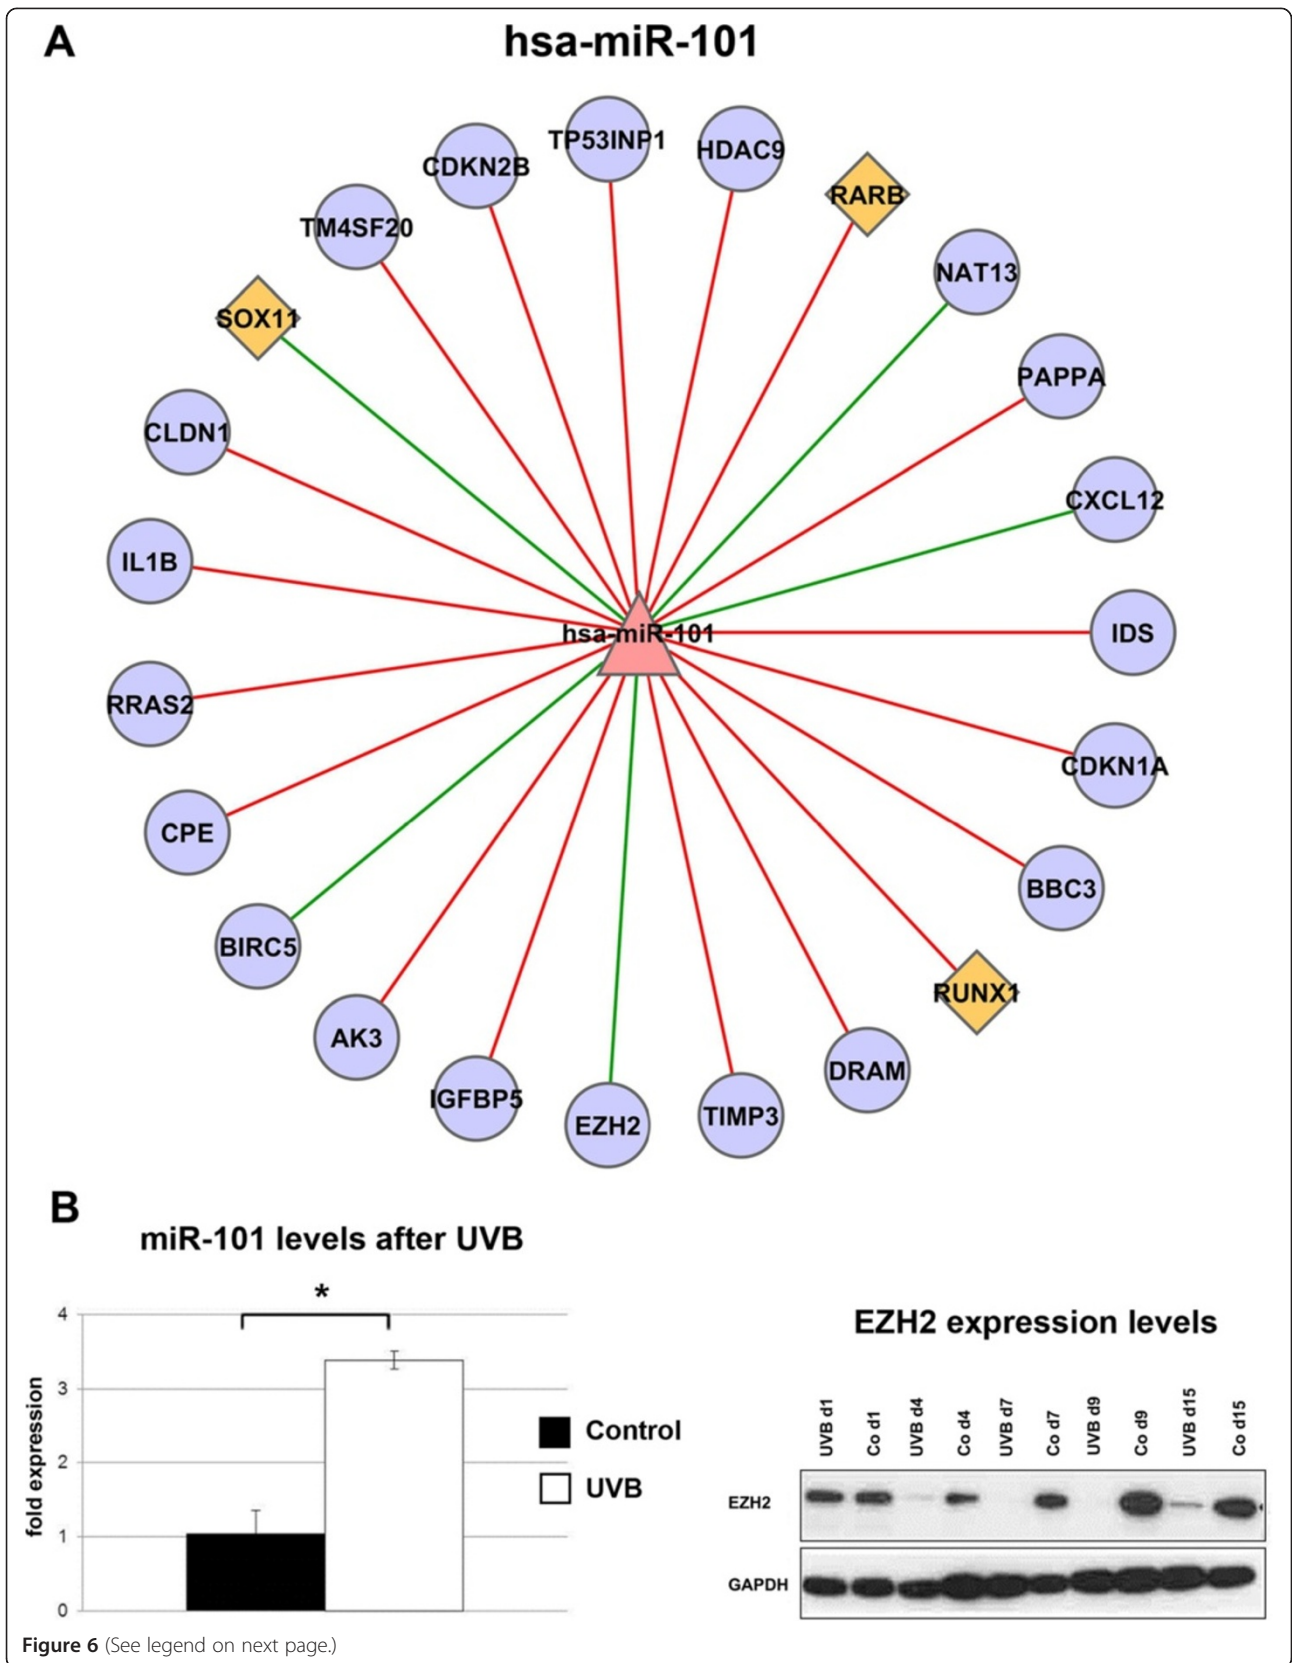 A
hsa-miR-101
TP53INP1
HDAC9
CDKN2B
RARB
TM4SF20
NAT13
SOX11
PAPPA
CLDN1
CXCL12
IL1B
hsa-miR-101
IDS
RRAS2
CDKN1A
CPE
BBC3
BIRC5
RUNX1
AK3
DRAM
IGFBP5
EZH2
TIMP3
B
miR-101 levels after UVB
*
fold expression
4
3
2
1
0
Control
UVB
EZH2 expression levels
UVB d1
Co d1
UVB d4
Co d4
UVB d7
Co d7
UVB d9
Co d9
UVB d15
Co d15
EZH2
GAPDH
Figure 6 (See legend on next page.)